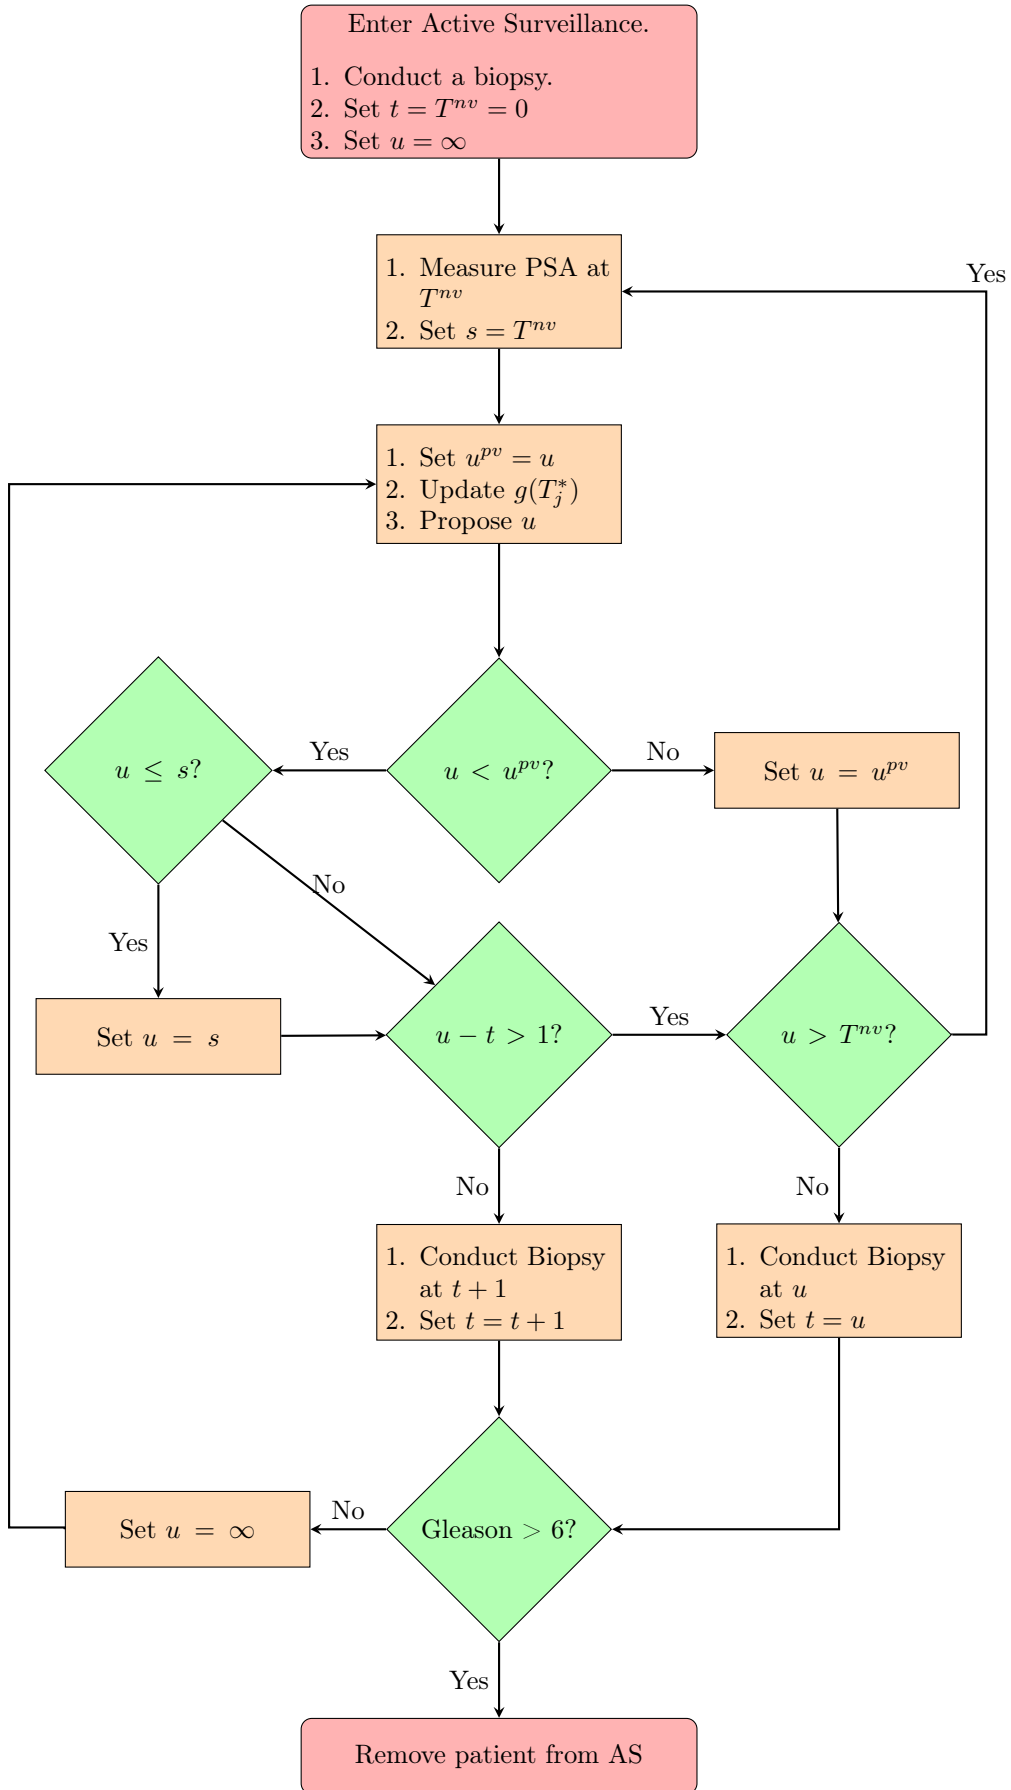 Enter Active Surveillance.
1. Conduct a biopsy.
2. Set $t = T^{nv} = 0$
3. Set $u = \infty$
1. Measure PSA at
$T^{nv}$
2. Set $s = T^{nv}$
Yes
1. Set $u^{pv} = u$
2. Update $g(T_j^*)$
3. Propose $u$
$u \leq s$?
Yes
$u < u^{pv}$?
No
Set $u = u^{pv}$
No
Yes
Set $u = s$
$u - t > 1$?
Yes
$u > T^{nv}$?
No
No
1. Conduct Biopsy
at $t + 1$
2. Set $t = t + 1$
1. Conduct Biopsy
at $u$
2. Set $t = u$
Set $u = \infty$
No
Gleason > 6?
Yes
Remove patient from AS